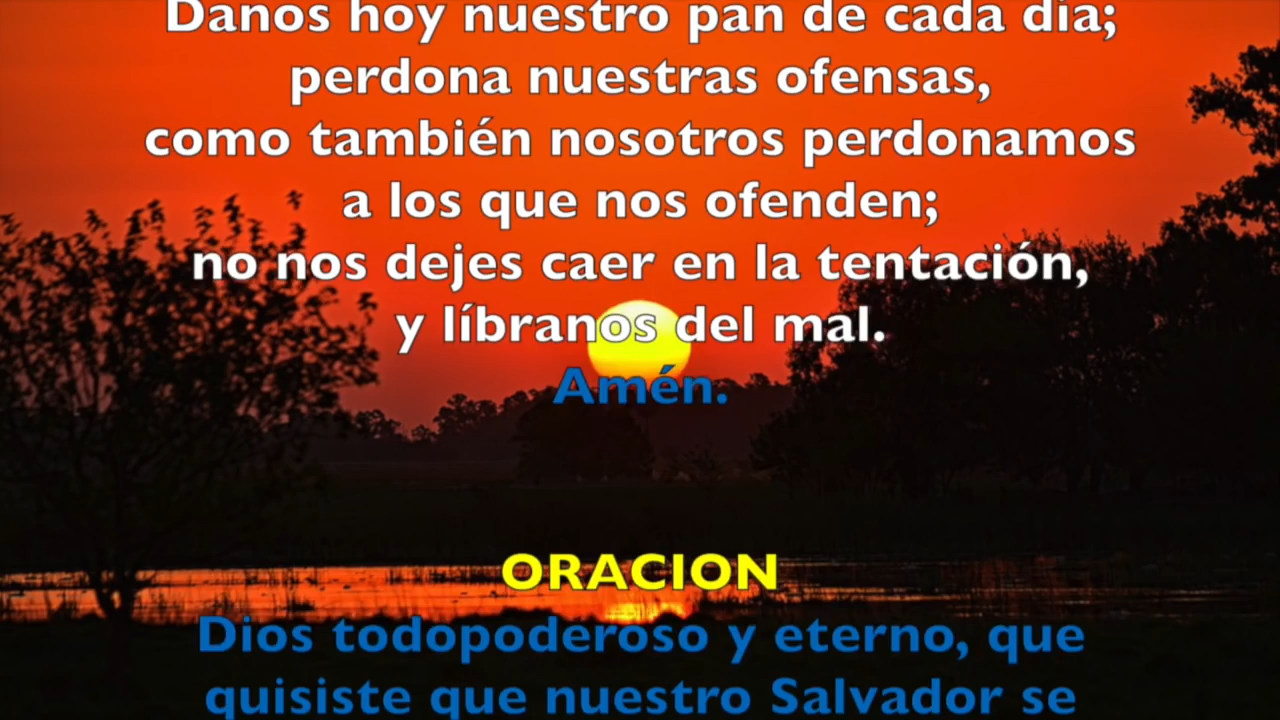 Danos hoy nuestro pan de cada día;
perdona nuestras ofensas,
como también nosotros perdonamos
a los que nos ofenden;
no nos dejes caer en la tentación,
y líbranos del mal.
Amén.
ORACION
Dios todopoderoso y eterno, que
quisiste que nuestro Salvador se